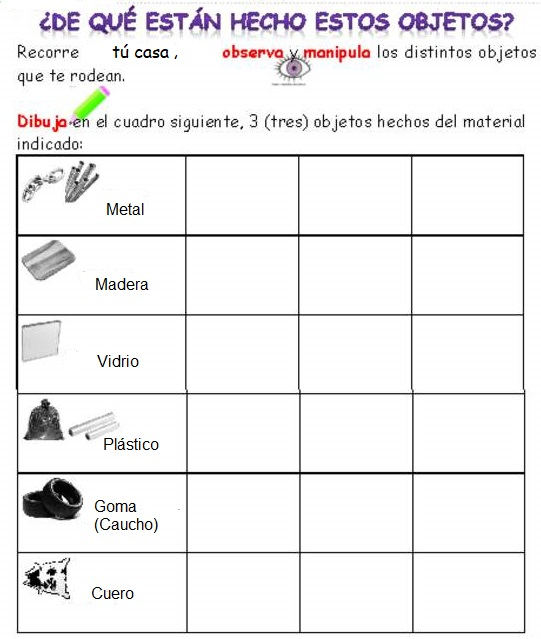 ¿DE QUÉ ESTÁN HECHO ESTOS OBJETOS?
Recorre tú casa , observa y manipula los distintos objetos
que te rodean.
Dibuja en el cuadro siguiente, 3 (tres) objetos hechos del material
indicado:
Metal
Madera
Vidrio
Plástico
Goma
(Caucho)
Cuero